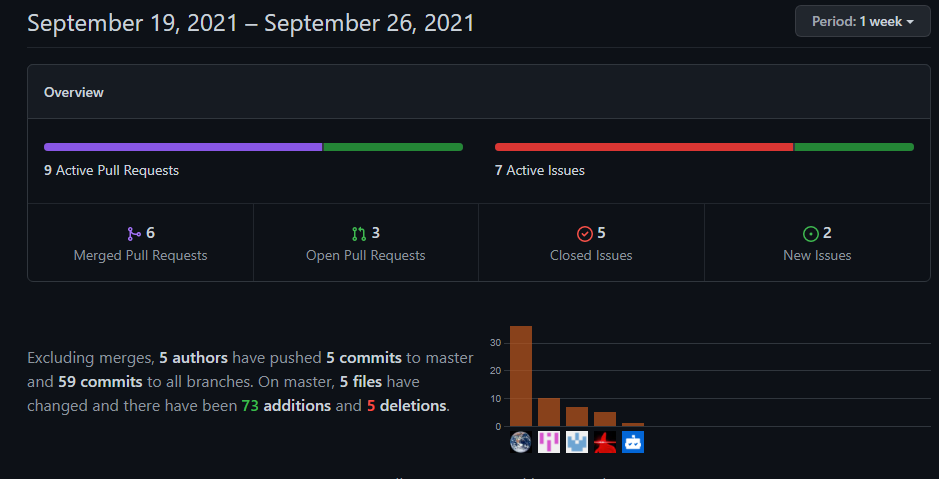 September 19, 2021 – September 26, 2021
Period: 1 week
Overview
9 Active Pull Requests
7 Active Issues
6
Merged Pull Requests
3
Open Pull Requests
5
Closed Issues
2
New Issues
Excluding merges, 5 authors have pushed 5 commits to master
and 59 commits to all branches. On master, 5 files have
changed and there have been 73 additions and 5 deletions.
30
20
10
0